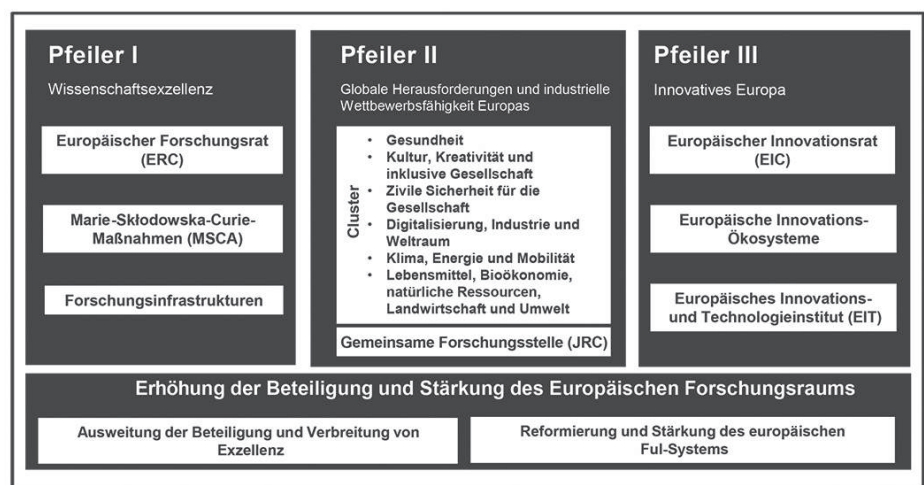 Pfeiler I
Wissenschaftsexzellenz
Europäischer Forschungsrat
(ERC)
Marie-Skłodowska-Curie-
Maßnahmen (MSCA)
Forschungsinfrastrukturen
Pfeiler II
Globale Herausforderungen und industrielle
Wettbewerbsfähigkeit Europas
Cluster
• Gesundheit
• Kultur, Kreativität und
inklusive Gesellschaft
• Zivile Sicherheit für die
Gesellschaft
• Digitalisierung, Industrie und
Weltraum
• Klima, Energie und Mobilität
• Lebensmittel, Bioökonomie,
natürliche Ressourcen,
Landwirtschaft und Umwelt
Gemeinsame Forschungsstelle (JRC)
Pfeiler III
Innovatives Europa
Europäischer Innovationsrat
(EIC)
Europäische Innovations-
Ökosysteme
Europäisches Innovations-
und Technologieinstitut (EIT)
Erhöhung der Beteiligung und Stärkung des Europäischen Forschungsraums
Ausweitung der Beteiligung und Verbreitung von
Exzellenz
Reformierung und Stärkung des europäischen
FuI-Systems